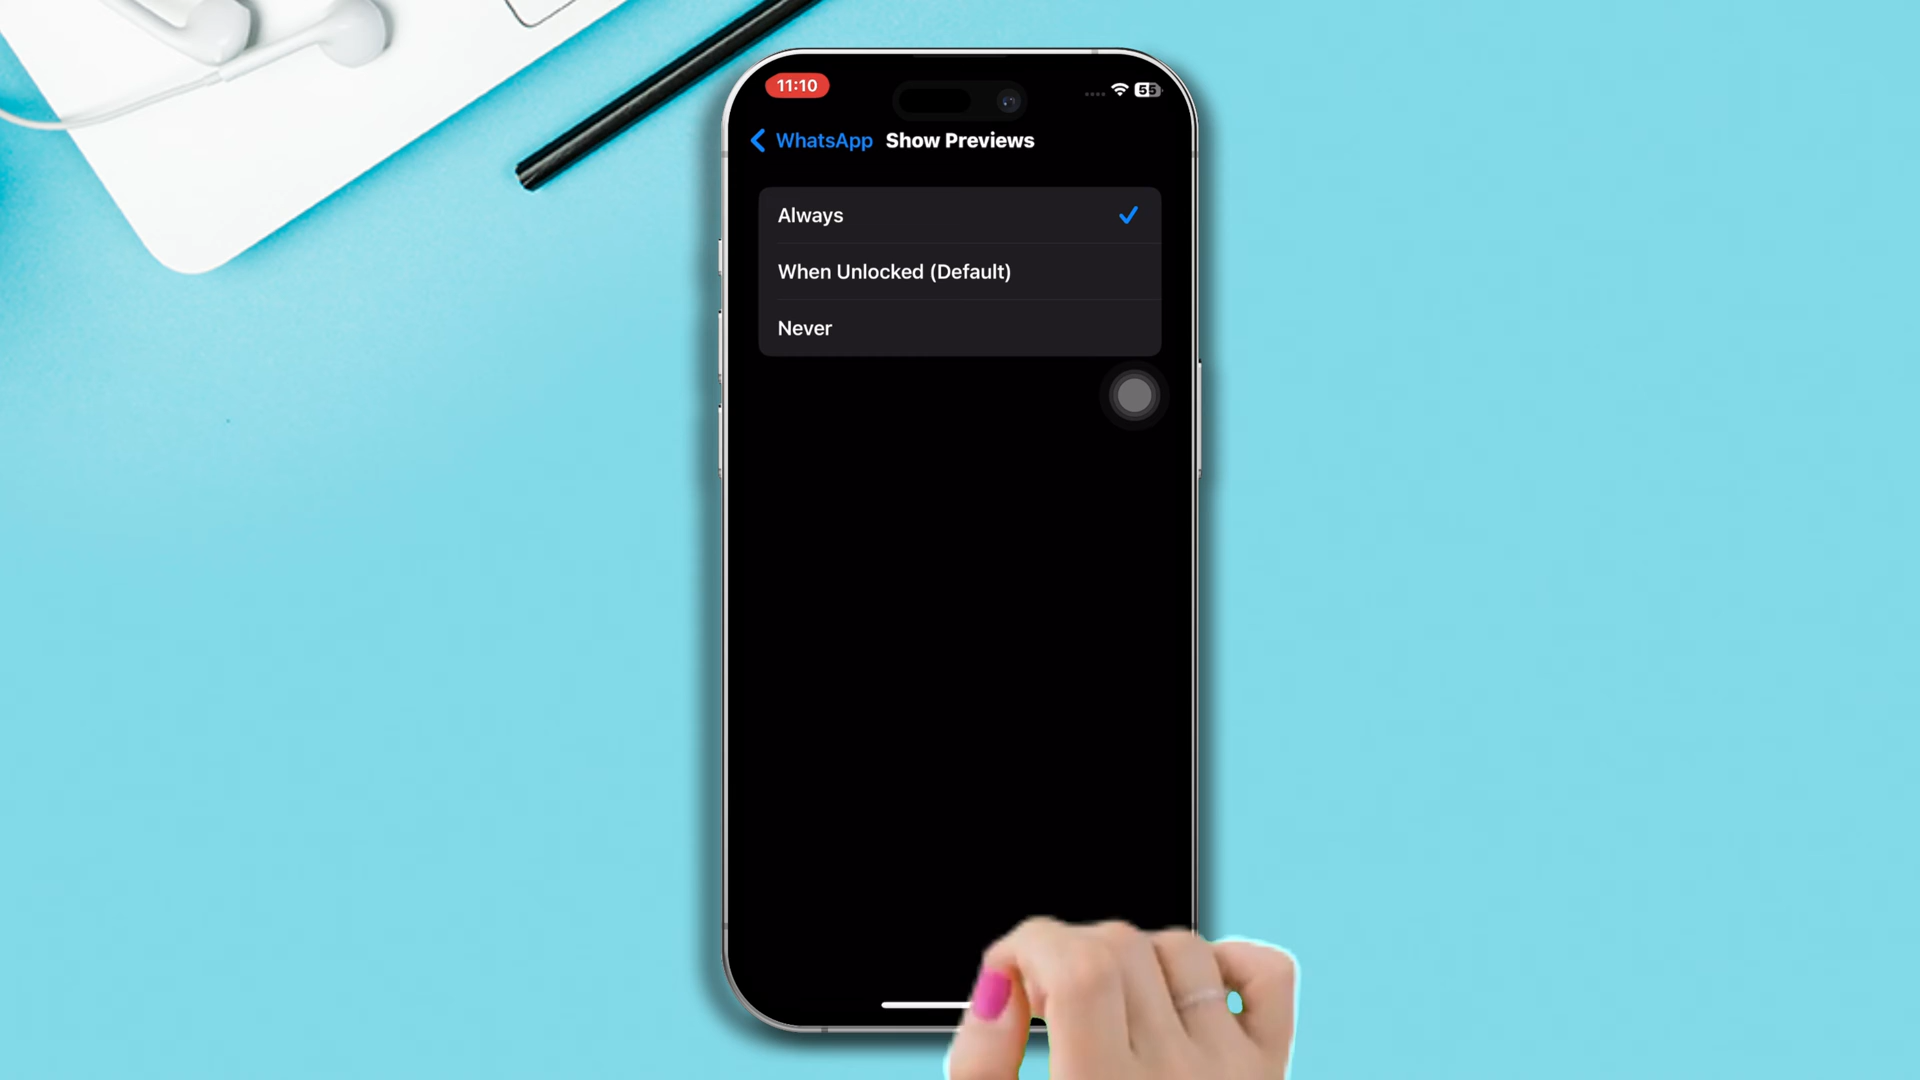 11:10
55
WhatsApp Show Previews
Always
When Unlocked (Default)
Never